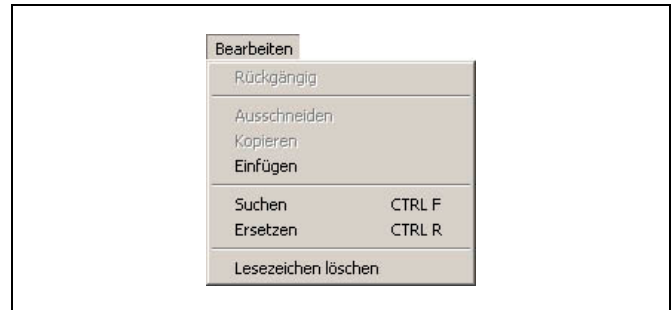 Bearbeiten
Rückgängig
Ausschneiden
Kopieren
Einfügen
Suchen CTRL F
Ersetzen CTRL R
Lesezeichen löschen